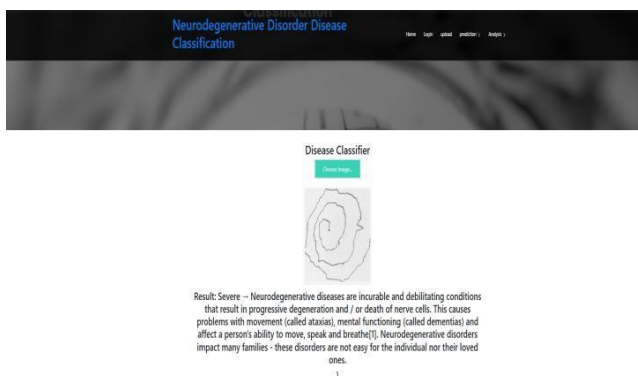 Classification
Neurodegenerative Disorder Disease
Classification
Home Login upload prediction Analysis
Disease Classifier
Choose Image..
Result: Severe → Neurodegenerative diseases are incurable and debilitating conditions
that result in progressive degeneration and / or death of nerve cells. This causes
problems with movement (called ataxias), mental functioning (called dementias) and
affect a person's ability to move, speak and breathe[1]. Neurodegenerative disorders
impact many families - these disorders are not easy for the individual nor their loved
ones.